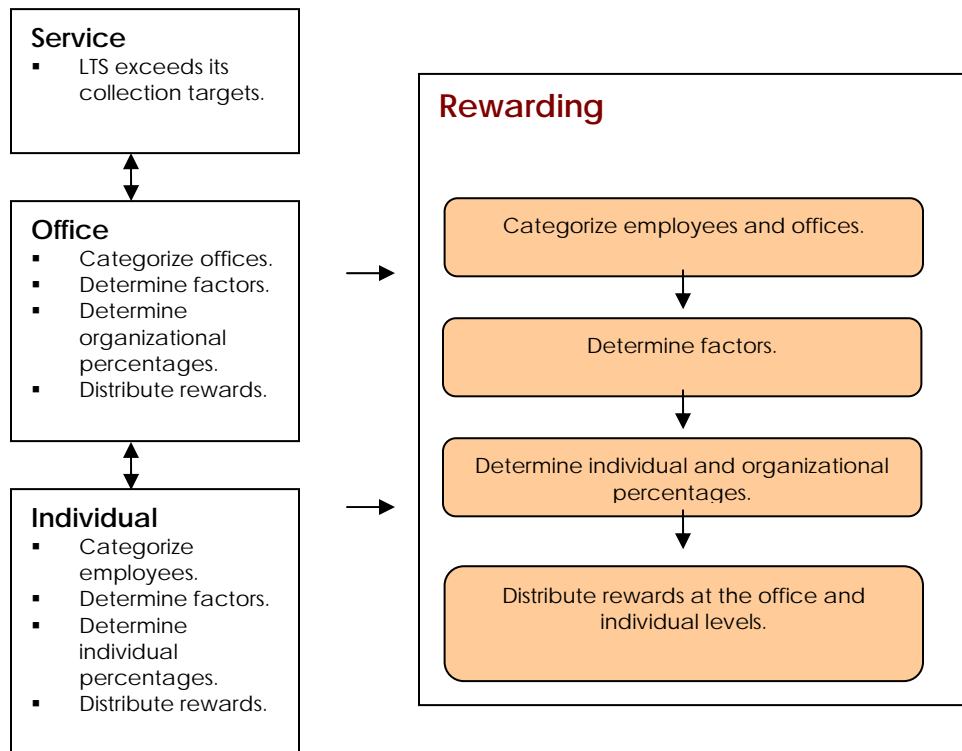 Service
▪ LTS exceeds its
collection targets.
Office
▪ Categorize offices.
▪ Determine factors.
▪ Determine
organizational
percentages.
▪ Distribute rewards.
Individual
▪ Categorize
employees.
▪ Determine factors.
▪ Determine
individual
percentages.
▪ Distribute rewards.
Rewarding
Categorize employees and offices.
Determine factors.
Determine individual and organizational
percentages.
Distribute rewards at the office and
individual levels.